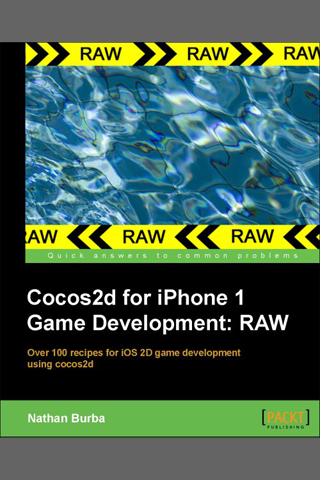 RAW RAW RAW
RAW RAW RAW
Quick answers to common problems
Cocos2d for iPhone 1
Game Development: RAW
Over 100 recipes for iOS 2D game development
using cocos2d
Nathan Burba
[PACKT]
PUBLISHING